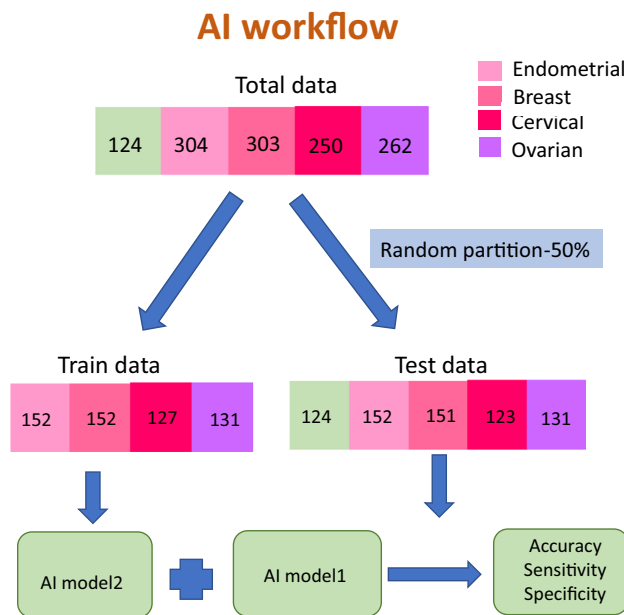 AI workflow
Total data
Endometrial
Breast
Cervical
Ovarian
124 304 303 250 262
Random partition-50%
Train data
Test data
152 152 127 131
124 152 151 123 131
AI model2
AI model1
Accuracy
Sensitivity
Specificity